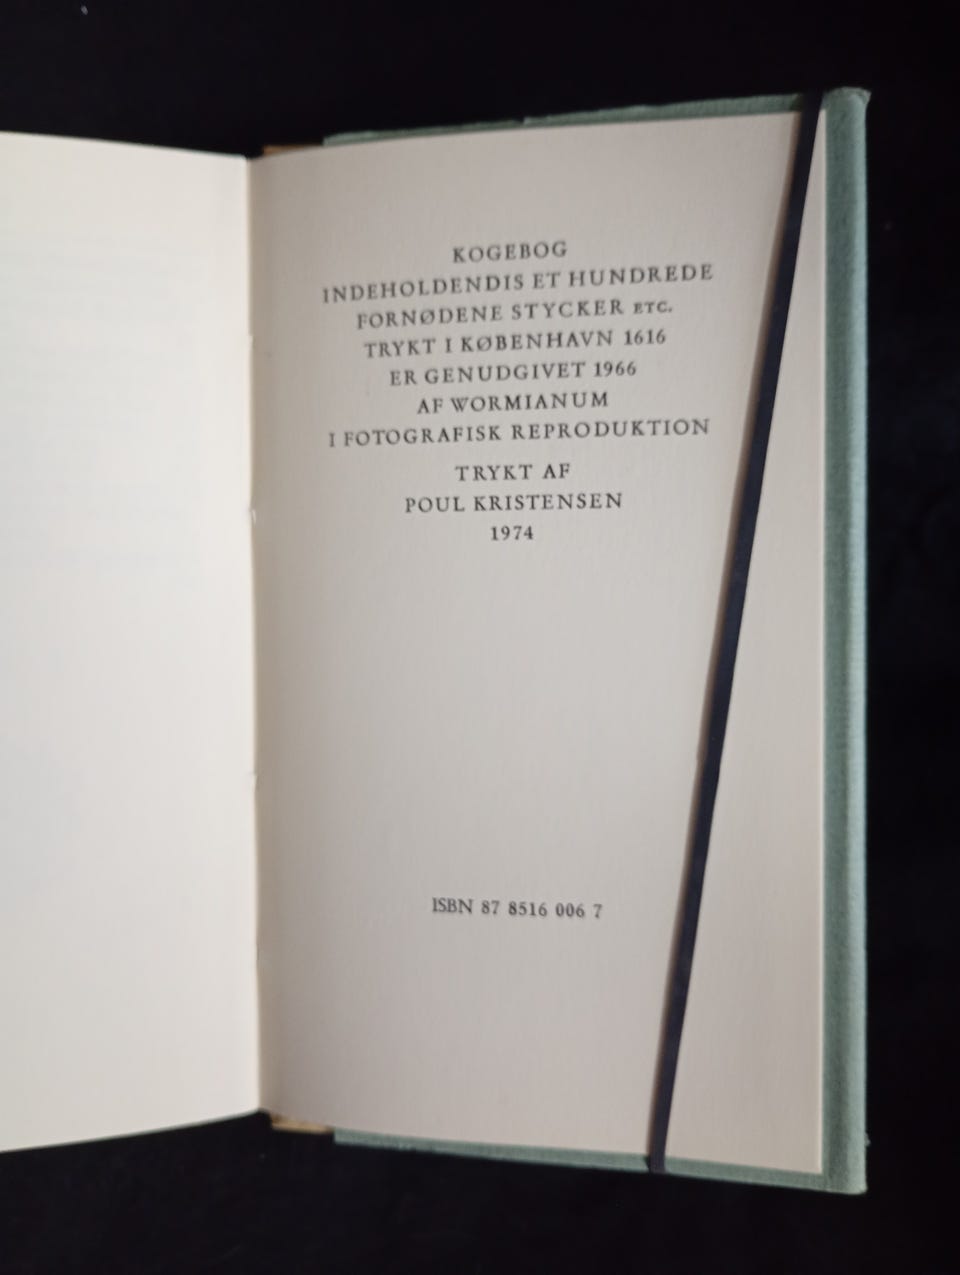 KOGEBOG
INDEHOLDENDIS ET HUNDREDE
FORNØDENE STYCKER ETC.
TRYKT I KØBENHAVN 1616
ER GENUDGIVET 1966
AF WORMIANUM
I FOTOGRAFISK REPRODUKTION
TRYKT AF
POUL KRISTENSEN
1974
ISBN 87 8516 006 7